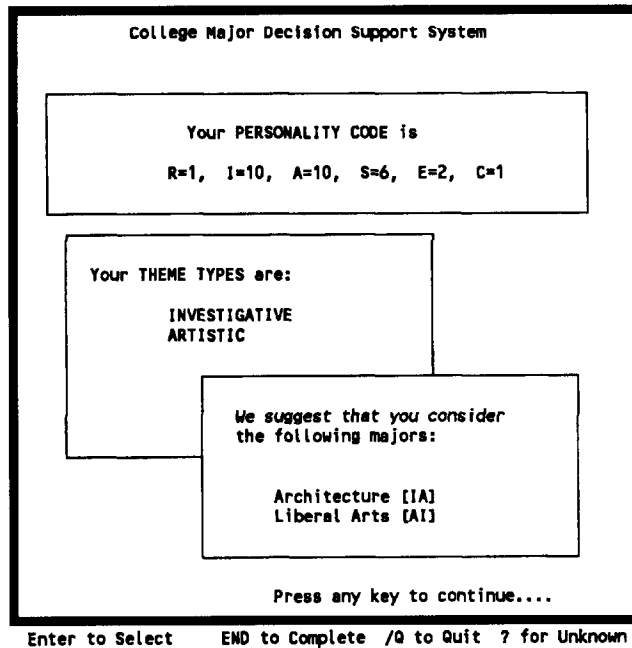 College Major Decision Support System
Your PERSONALITY CODE is
R=1, I=10, A=10, S=6, E=2, C=1
Your THEME TYPES are:
INVESTIGATIVE
ARTISTIC
We suggest that you consider
the following majors:
Architecture [IA]
Liberal Arts [AI]
Press any key to continue....
Enter to Select END to Complete /Q to Quit ? for Unknown